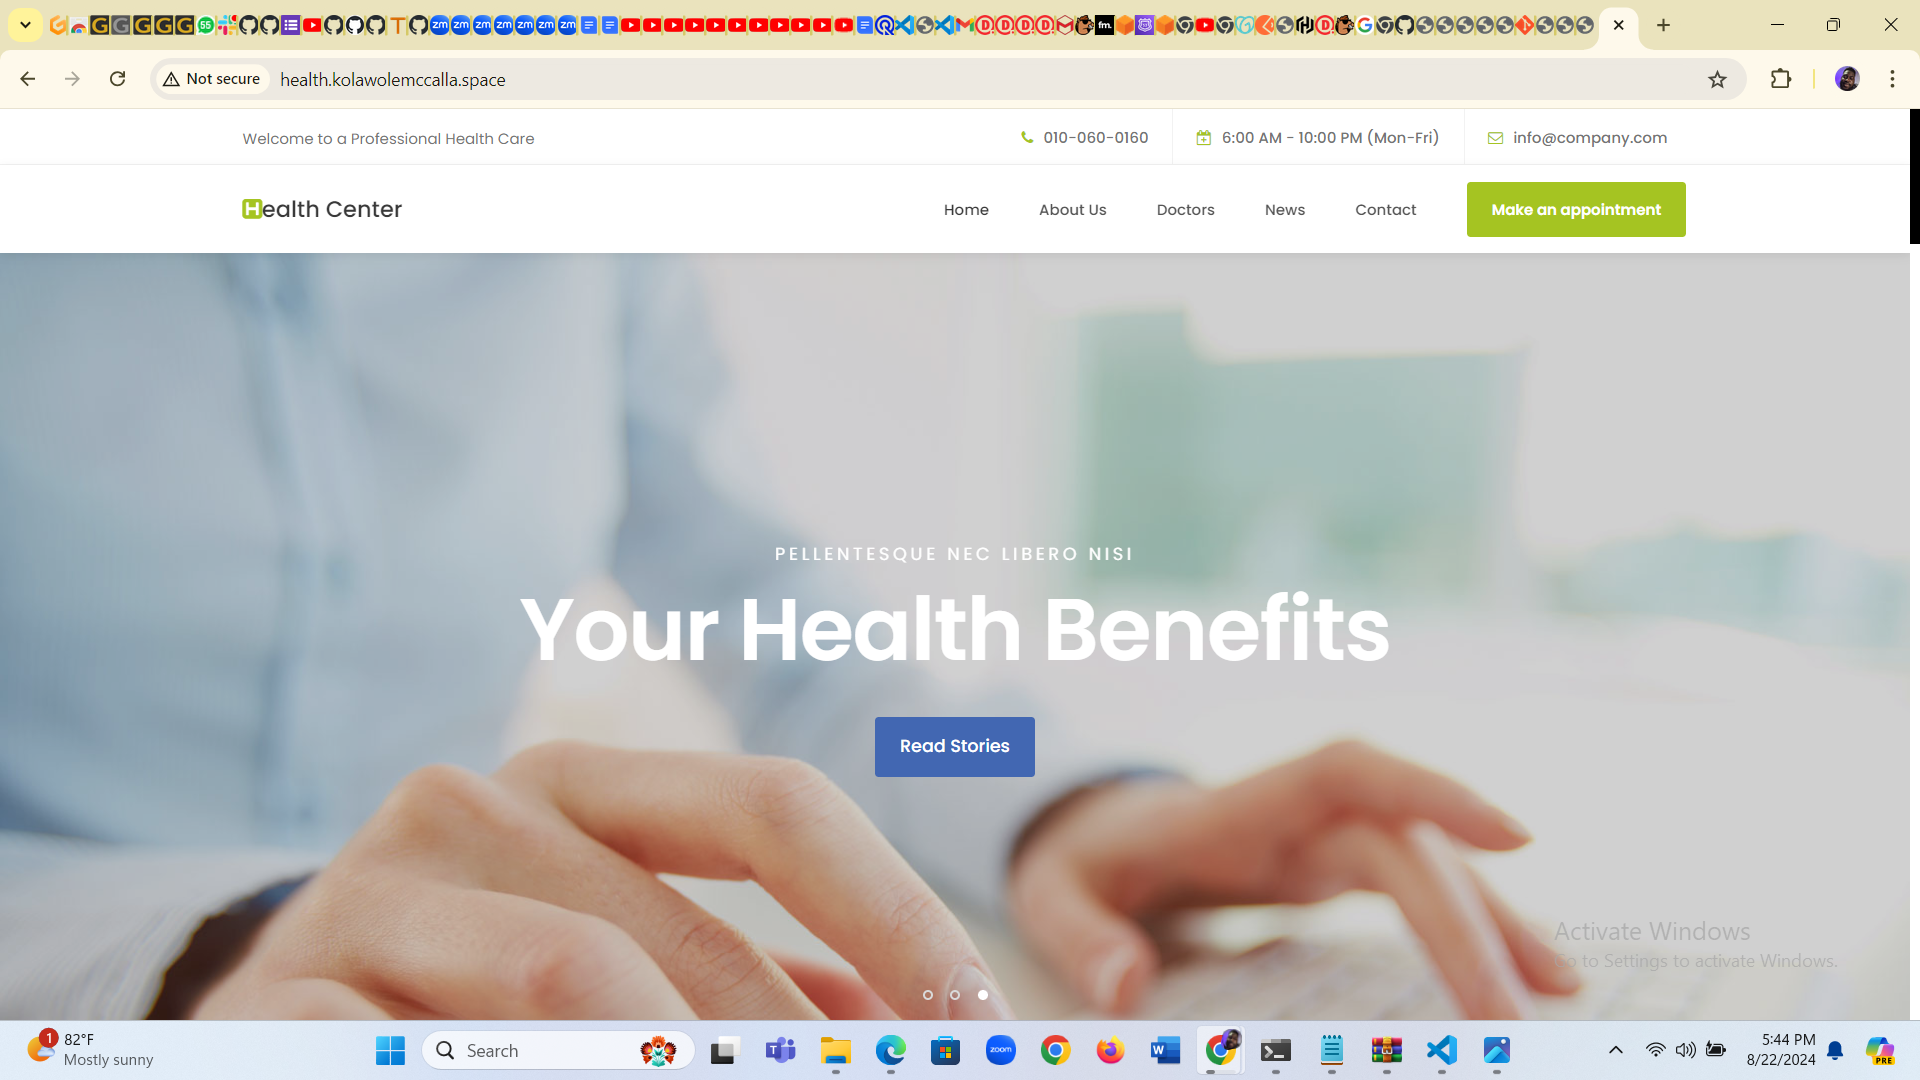 Not secure
health.kolawolemccalla.space
Welcome to a Professional Health Care
010-060-0160
6:00 AM - 10:00 PM (Mon-Fri)
info@company.com
Health Center
Home
About Us
Doctors
News
Contact
Make an appointment
PELLENTESQUE NEC LIBERO NISI
Your Health Benefits
Read Stories
Activate Windows
Go to Settings to activate Windows.
1
82°F
Mostly sunny
Search
zoom
5:44 PM
8/22/2024
PRE